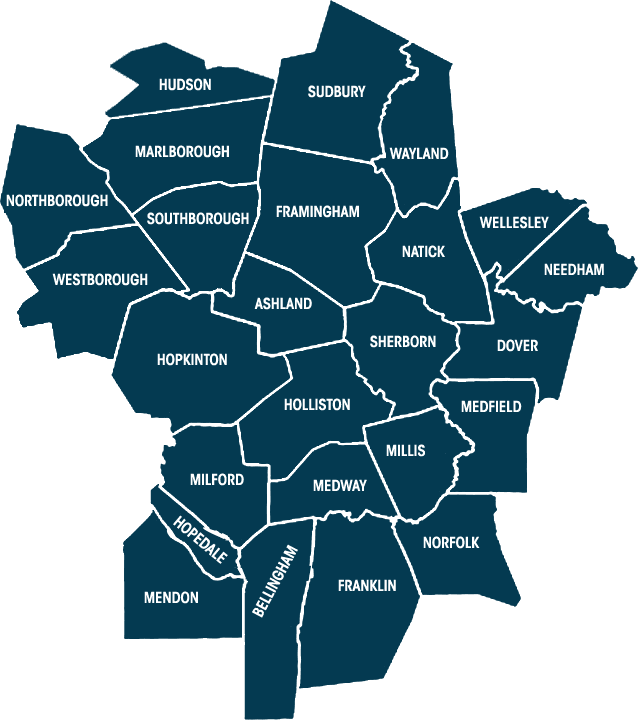 HUDSON
SUDBURY
MARLBOROUGH
WAYLAND
NORTHBOROUGH
SOUTHBOROUGH
FRAMINGHAM
WELLESLEY
NATICK
NEEDHAM
WESTBOROUGH
ASHLAND
SHERBORN
DOVER
HOPKINTON
HOLLISTON
MEDFIELD
MILLIS
MILFORD
MEDWAY
HOPEDALE
NORFOLK
BELLINGHAM
FRANKLIN
MENDON